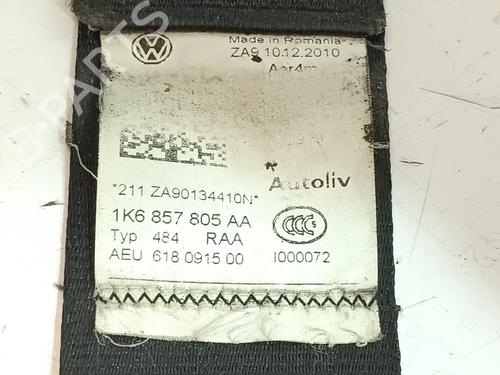 Made in Romania
ZA9 10.12.2010
Aar4m
*211 ZA90134410N*
Autoliv
1K6 857 805 AA
Typ 484 RAA
AEU 618 0915 00
I000072
B-PARTS